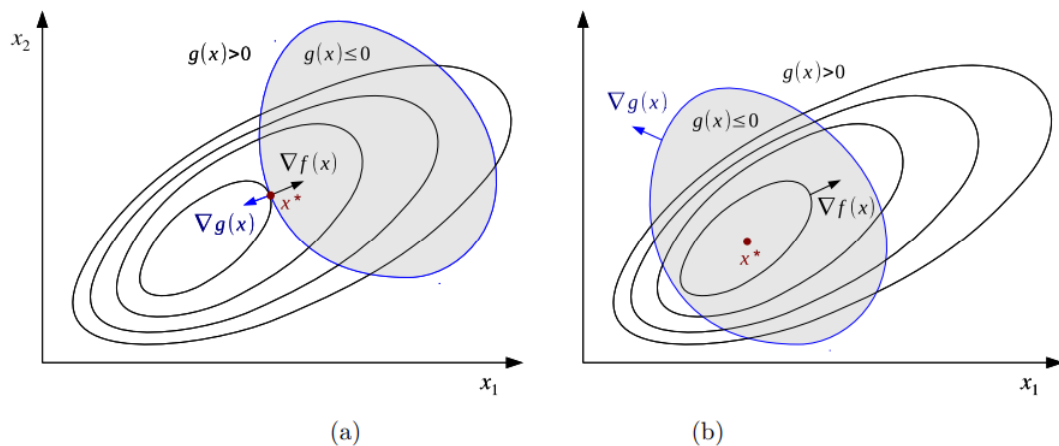 x₂
g(x)>0
g(x)≤0
∇f(x)
x*
∇g(x)
x₁
(a)
g(x)>0
∇g(x)
g(x)≤0
∇f(x)
x*
x₁
(b)